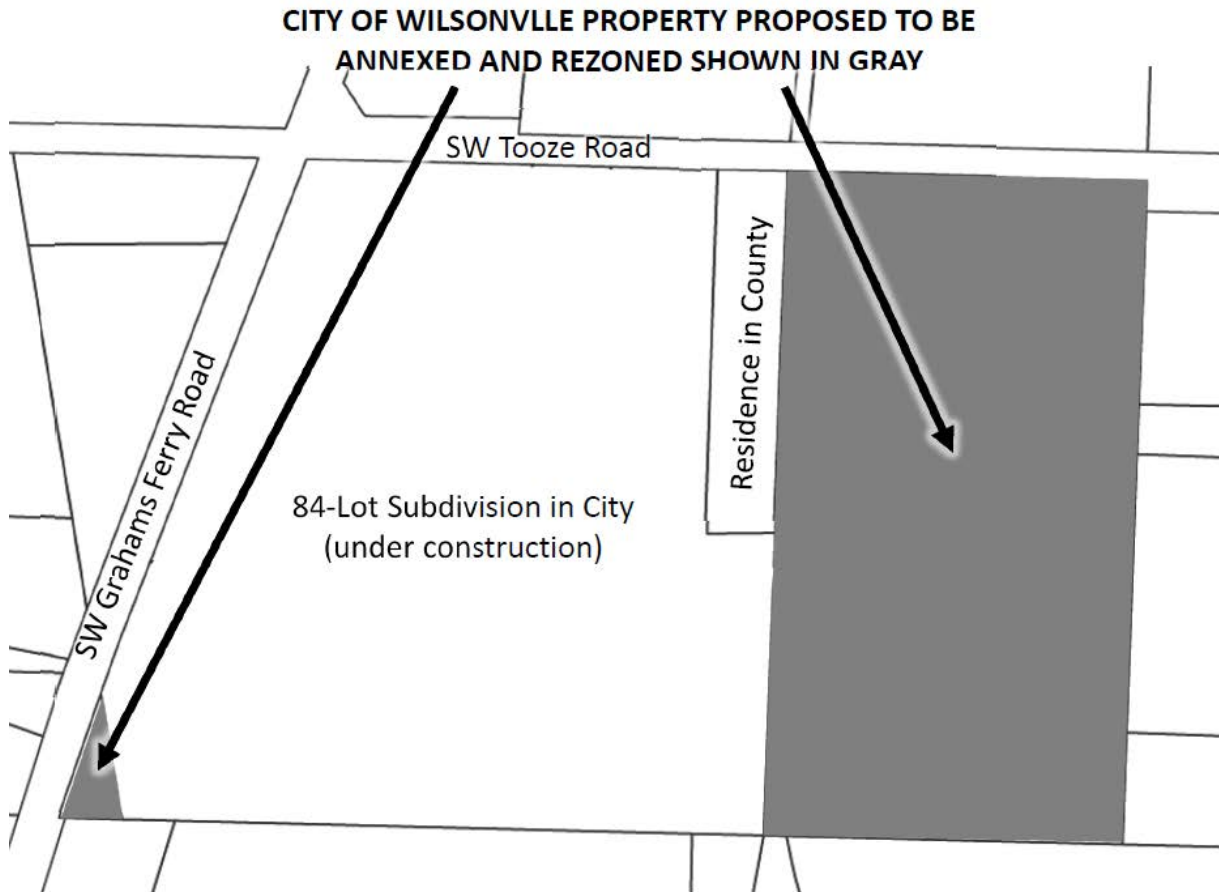 CITY OF WILSONVLLE PROPERTY PROPOSED TO BE
ANNEXED AND REZONED SHOWN IN GRAY
SW Tooze Road
SW Grahams Ferry Road
84-Lot Subdivision in City
(under construction)
Residence in County